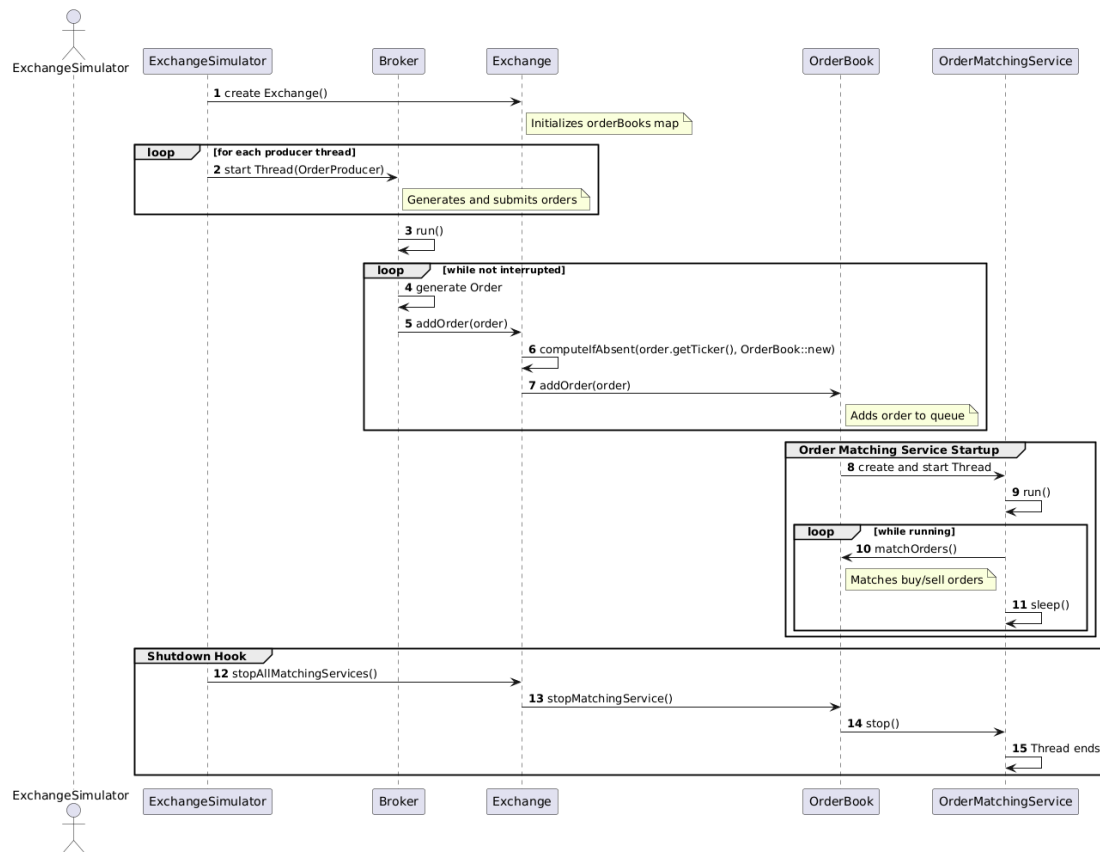 ExchangeSimulator
ExchangeSimulator Broker Exchange OrderBook OrderMatchingService
1 create Exchange()
Initializes orderBooks map
loop [for each producer thread]
2 start Thread(OrderProducer)
Generates and submits orders
3 run()
loop [while not interrupted]
4 generate Order
5 addOrder(order)
6 computeIfAbsent(order.getTicker(), OrderBook::new)
7 addOrder(order)
Adds order to queue
Order Matching Service Startup
8 create and start Thread
9 run()
loop [while running]
10 matchOrders()
Matches buy/sell orders
11 sleep()
Shutdown Hook
12 stopAllMatchingServices()
13 stopMatchingService()
14 stop()
15 Thread ends
ExchangeSimulator
ExchangeSimulator Broker Exchange OrderBook OrderMatchingService